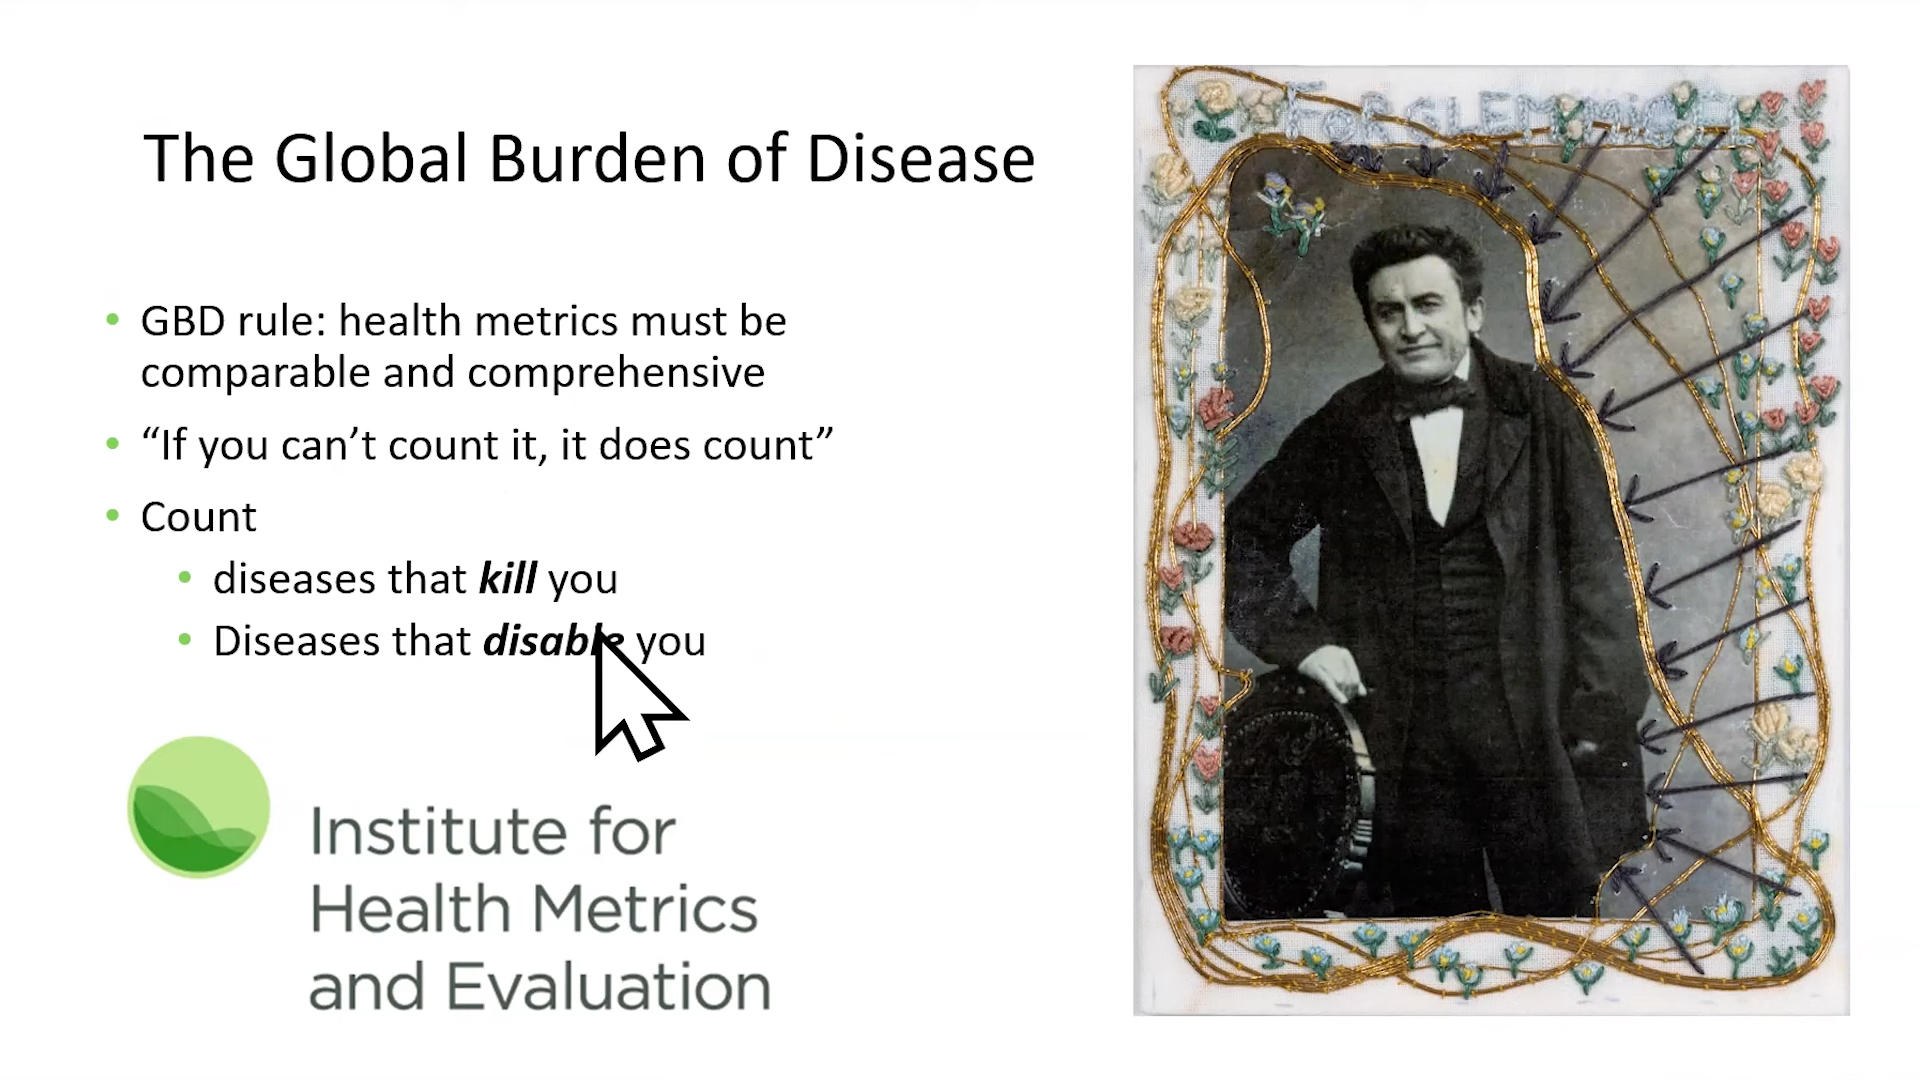 The Global Burden of Disease
• GBD rule: health metrics must be
comparable and comprehensive
• “If you can’t count it, it does count”
• Count
• diseases that kill you
• Diseases that disable you
Institute for
Health Metrics
and Evaluation